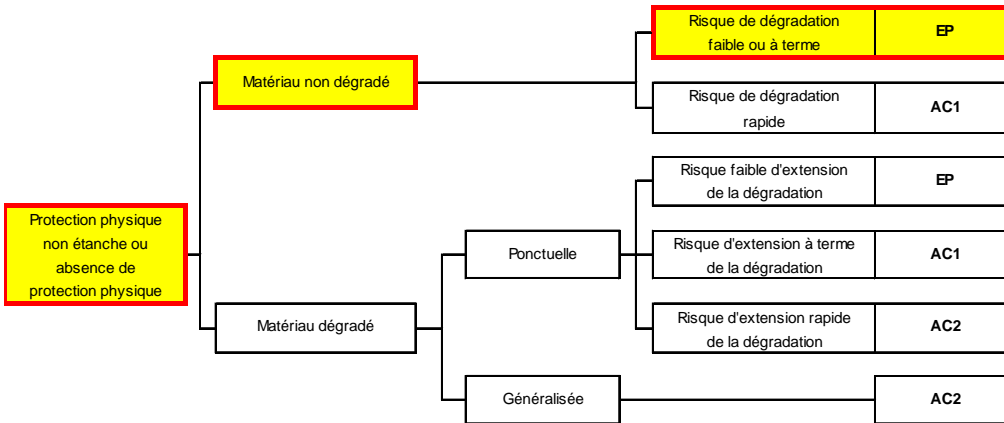 Risque de dégradation
faible ou à terme
EP
Matériau non dégradé
Risque de dégradation
rapide
AC1
Risque faible d'extension
de la dégradation
EP
Protection physique
non étanche ou
absence de
protection physique
Ponctuelle
Risque d'extension à terme
de la dégradation
AC1
Matériau dégradé
Risque d'extension rapide
de la dégradation
AC2
Généralisée
AC2